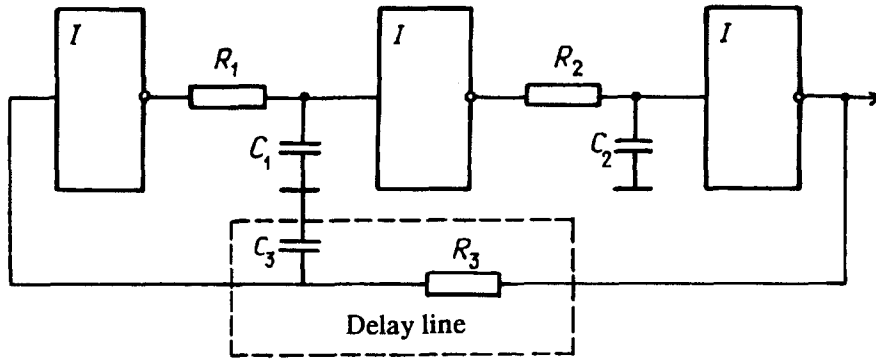 I
R₁
I
R₂
I
C₁
C₂
C₃
R₃
Delay line